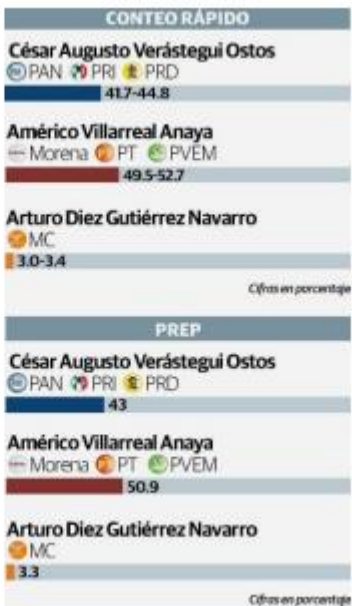 CONTEO RÁPIDO
César Augusto Verástegui Ostos
PAN PRI PRD
41.7-44.8
Américo Villarreal Anaya
Morena PT PVEM
49.5-52.7
Arturo Diez Gutiérrez Navarro
MC
3.0-3.4
Cifras en porcentaje
PREP
César Augusto Verástegui Ostos
PAN PRI PRD
43
Américo Villarreal Anaya
Morena PT PVEM
50.9
Arturo Diez Gutiérrez Navarro
MC
3.3
Cifras en porcentaje